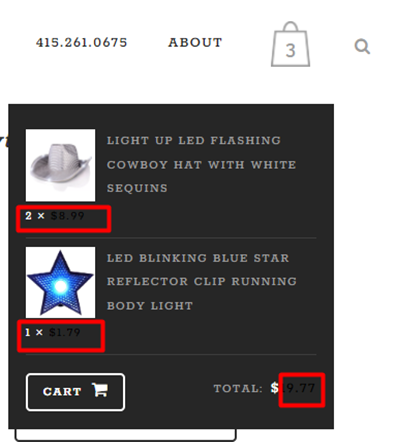 415.261.0675 ABOUT
3
LIGHT UP LED FLASHING
COWBOY HAT WITH WHITE
SEQUINS
2 × $8.99
LED BLINKING BLUE STAR
REFLECTOR CLIP RUNNING
BODY LIGHT
1 × $1.79
CART TOTAL: $19.77